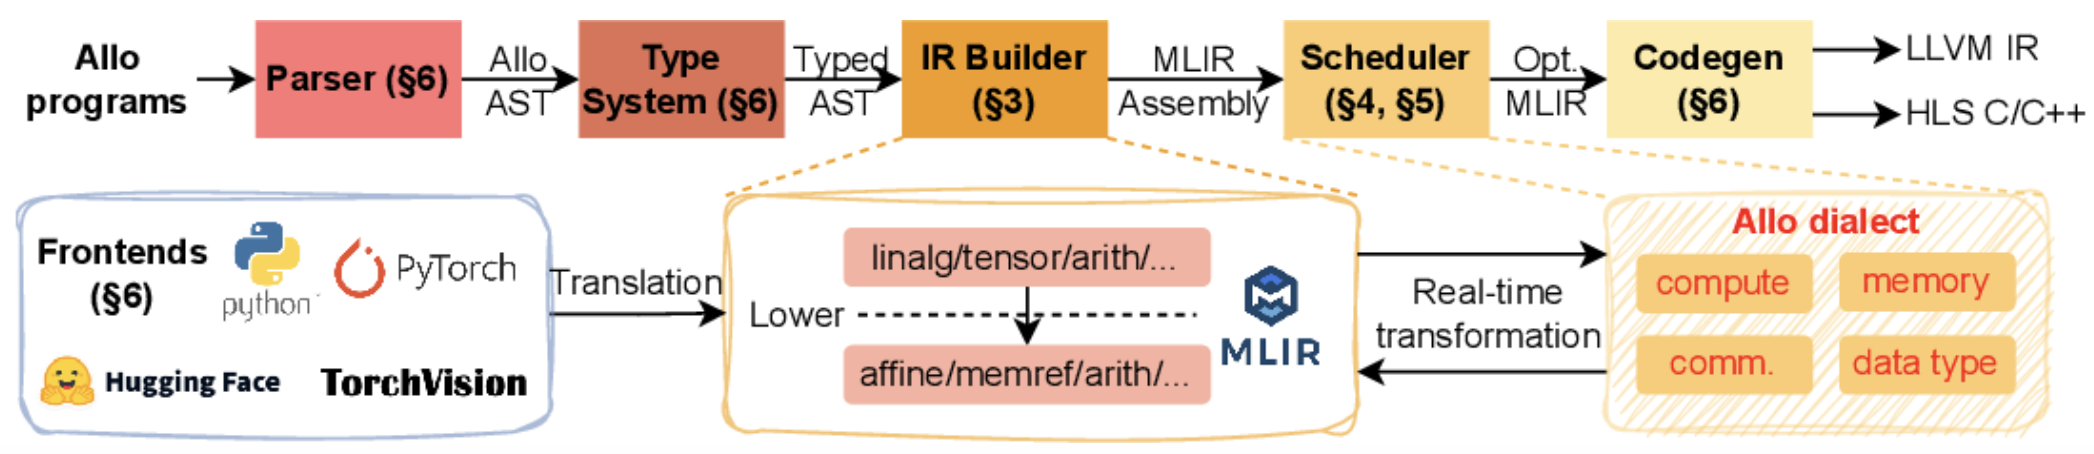 Allo
programs
Parser (§6)
Allo
AST
Type
System (§6)
Typed
AST
IR Builder
(§3)
MLIR
Assembly
Scheduler
(§4, §5)
Opt.
MLIR
Codegen
(§6)
LLVM IR
HLS C/C++
Frontends
(§6)
python
PyTorch
Hugging Face
TorchVision
Translation
linalg/tensor/arith/...
Lower
affine/memref/arith/...
MLIR
Real-time
transformation
Allo dialect
compute
memory
comm.
data type